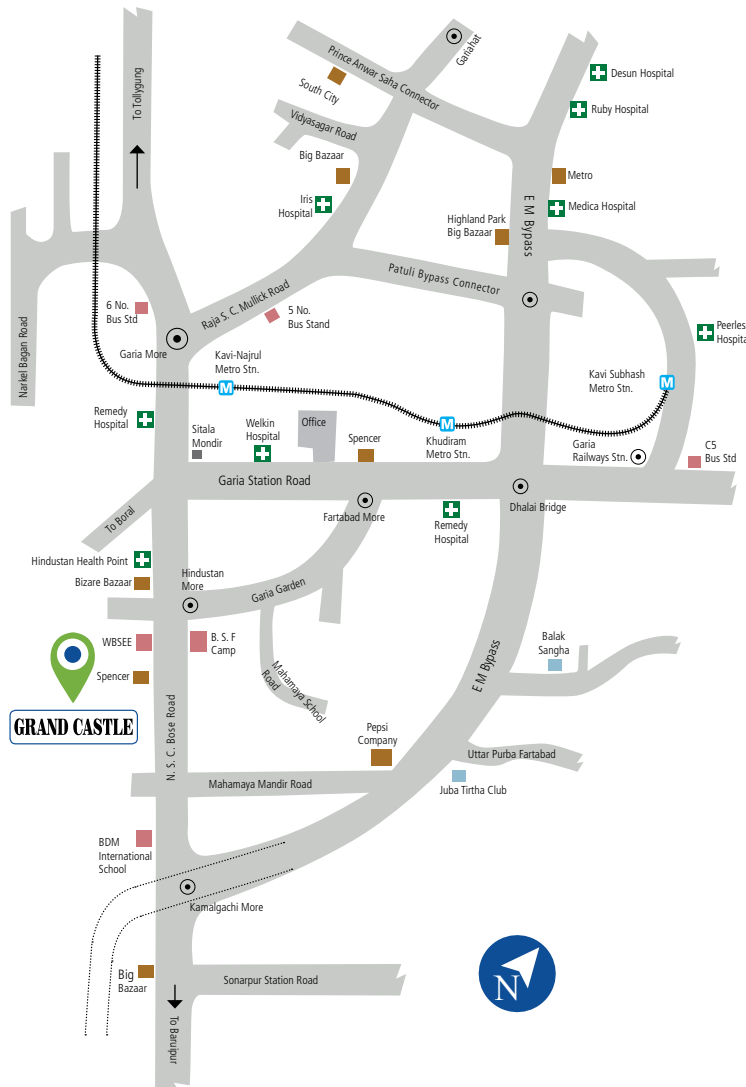 Gariahat
Prince Anwar Saha Connector
To Tollygung
South City
Desun Hospital
Ruby Hospital
Vidyasagar Road
Big Bazaar
Metro
Iris
Hospital
Medica Hospital
E M Bypass
Highland Park
Big Bazaar
Patuli Bypass Connector
Raja S. C. Mullick Road
6 No.
Bus Std
5 No.
Bus Stand
Narkel Bagan Road
Garia More
Peerles
Hospita
Kavi-Najrul
Metro Stn.
M
Kavi Subhash
Metro Stn.
M
Remedy
Hospital
Sitala
Mondir
Welkin
Hospital
Office
Spencer
M
Khudiram
Metro Stn.
Garia
Railways Stn.
C5
Bus Std
Garia Station Road
Fartabad More
Dhalai Bridge
To Boral
Remedy
Hospital
Hindustan Health Point
Bizare Bazaar
Hindustan
More
Garia Garden
WBSEE
B. S. F
Camp
Mahamaya School
Road
Balak
Sangha
E M Bypass
Spencer
GRAND CASTLE
N. S. C. Bose Road
Pepsi
Company
Uttar Purba Fartabad
Mahamaya Mandir Road
Juba Tirtha Club
BDM
International
School
Kamalgachi More
Big
Bazaar
Sonarpur Station Road
N
To Baruipur